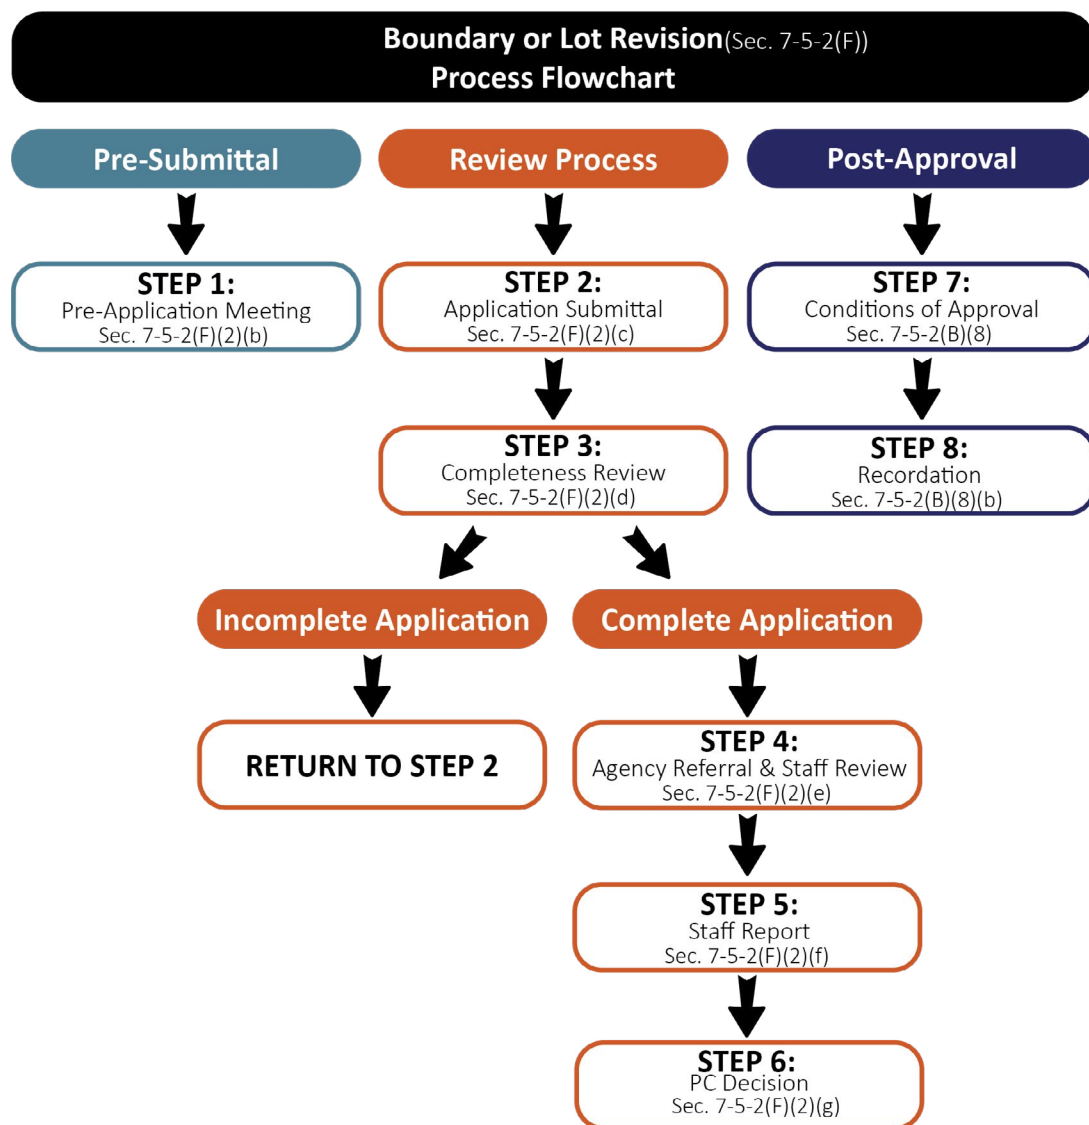 Boundary or Lot Revision(Sec. 7-5-2(F))
Process Flowchart
Pre-Submittal
STEP 1:
Pre-Application Meeting
Sec. 7-5-2(F)(2)(b)
Review Process
STEP 2:
Application Submittal
Sec. 7-5-2(F)(2)(c)
STEP 3:
Completeness Review
Sec. 7-5-2(F)(2)(d)
Incomplete Application
RETURN TO STEP 2
Complete Application
STEP 4:
Agency Referral & Staff Review
Sec. 7-5-2(F)(2)(e)
STEP 5:
Staff Report
Sec. 7-5-2(F)(2)(f)
STEP 6:
PC Decision
Sec. 7-5-2(F)(2)(g)
Post-Approval
STEP 7:
Conditions of Approval
Sec. 7-5-2(B)(8)
STEP 8:
Recordation
Sec. 7-5-2(B)(8)(b)